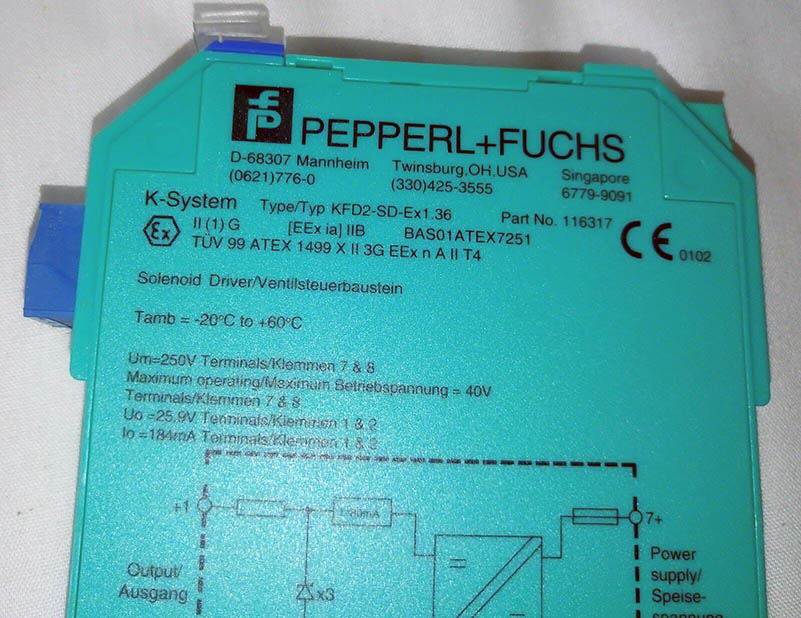 PEPPERL+FUCHS
D-68307 Mannheim Twinsburg,OH.USA Singapore
(0621)776-0 (330)425-3555 6779-9091
K-System Type/Typ KFD2-SD-Ex1.36 Part No. 116317
Ex II (1) G [EEx ia] IIB BAS01ATEX7251 CE 0102
TÜV 99 ATEX 1499 X II 3G EEx n A II T4
Solenoid Driver/Ventilsteuerbaustein
Tamb = -20°C to +60°C
Um=250V Terminals/Klemmen 7 & 8
Maximum operating/Maximum Betriebspannung = 40V
Terminals/Klemmen 7 & 8
Uo =25.9V Terminals/Klemmen 1 & 2
Io =184mA Terminals/Klemmen 1 & 2
+1
7+
Output/
Ausgang
x3
Power
supply/
Speise-
spannung